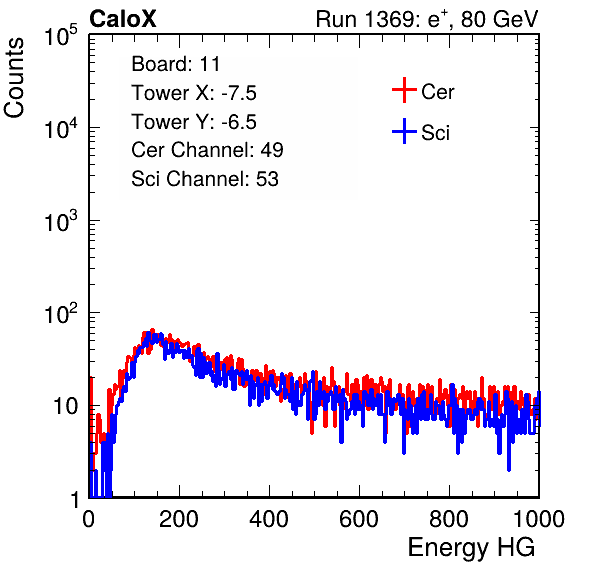 CaloX Run 1369: e⁺, 80 GeV
Board: 11
Tower X: -7.5
Tower Y: -6.5
Cer Channel: 49
Sci Channel: 53
Cer
Sci
Counts
10⁵
10⁴
10³
10²
10
1
0 200 400 600 800 1000
Energy HG